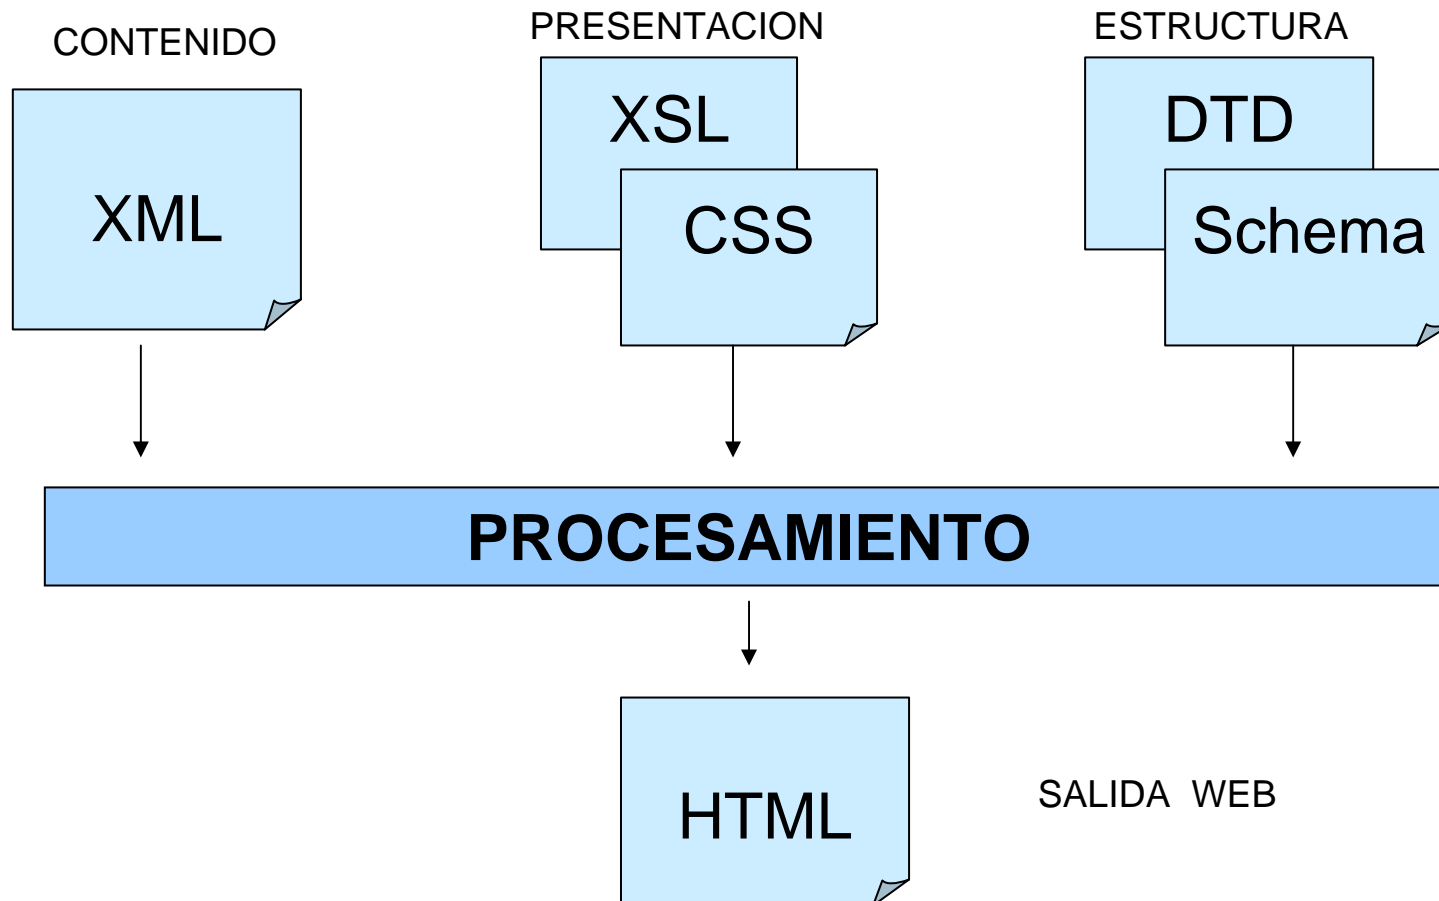 CONTENIDO
PRESENTACION
ESTRUCTURA
XML
XSL
CSS
DTD
Schema
PROCESAMIENTO
HTML
SALIDA WEB